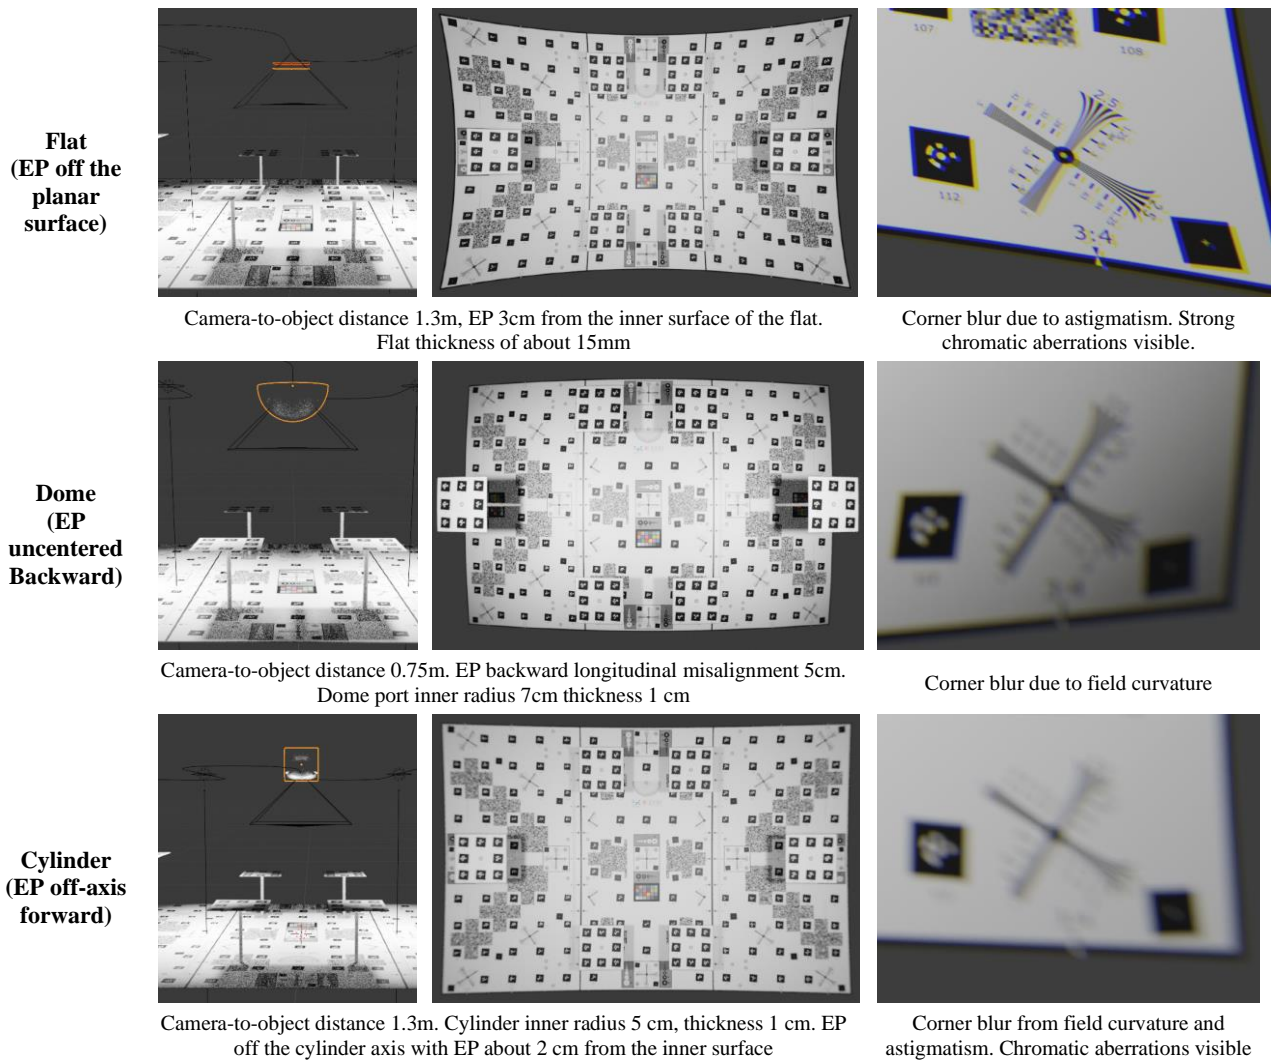 Flat
(EP off the
planar
surface)
107
108
2.5
112
25
3:4
Camera-to-object distance 1.3m, EP 3cm from the inner surface of the flat.
Flat thickness of about 15mm
Corner blur due to astigmatism. Strong
chromatic aberrations visible.
Dome
(EP
uncentered
Backward)
Camera-to-object distance 0.75m. EP backward longitudinal misalignment 5cm.
Dome port inner radius 7cm thickness 1 cm
Corner blur due to field curvature
Cylinder
(EP off-axis
forward)
Camera-to-object distance 1.3m. Cylinder inner radius 5 cm, thickness 1 cm. EP
off the cylinder axis with EP about 2 cm from the inner surface
Corner blur from field curvature and
astigmatism. Chromatic aberrations visible